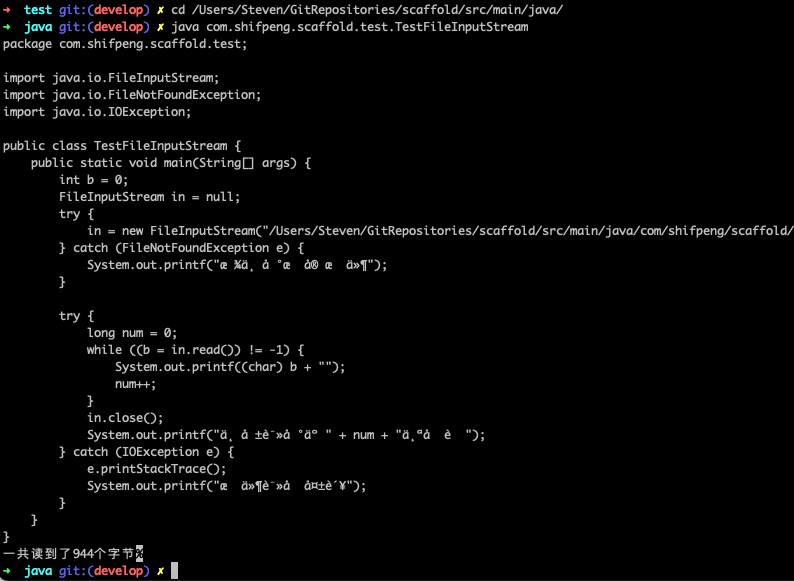 → test git:(develop) ✗ cd /Users/Steven/GitRepositories/scaffold/src/main/java/
→ java git:(develop) ✗ java com.shifpeng.scaffold.test.TestFileInputStream
package com.shifpeng.scaffold.test;
import java.io.FileInputStream;
import java.io.FileNotFoundException;
import java.io.IOException;
public class TestFileInputStream {
public static void main(String[] args) {
int b = 0;
FileInputStream in = null;
try {
in = new FileInputStream("/Users/Steven/GitRepositories/scaffold/src/main/java/com/shifpeng/scaffold/
} catch (FileNotFoundException e) {
System.out.printf("æ ¾ä¸ å °æ  å® æ  ä»¶");
}
try {
long num = 0;
while ((b = in.read()) != -1) {
System.out.printf((char) b + "");
num++;
}
in.close();
System.out.printf("ä¸ å ±è¯»å °äº " + num + "ä¸ªå  è  ");
} catch (IOException e) {
e.printStackTrace();
System.out.printf("æ  ä»¶è¯»å  å¤±è´¥");
}
}
}
一共读到了944个字节%
→ java git:(develop) ✗